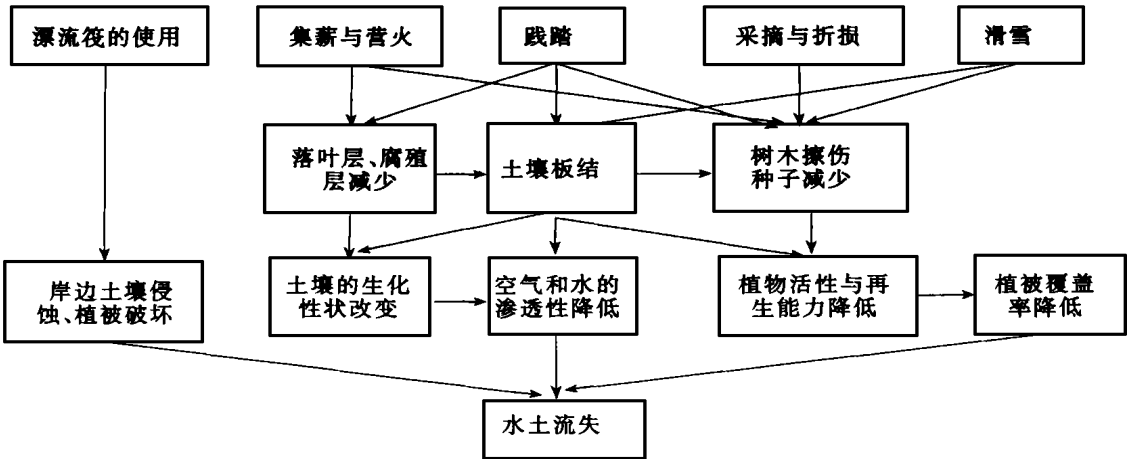 漂流筏的使用
集薪与营火
践踏
采摘与折损
滑雪
落叶层、腐殖
层减少
土壤板结
树木擦伤
种子减少
岸边土壤侵
蚀、植被破坏
土壤的生化
性状改变
空气和水的
渗透性降低
植物活性与再
生能力降低
植被覆盖
率降低
水土流失